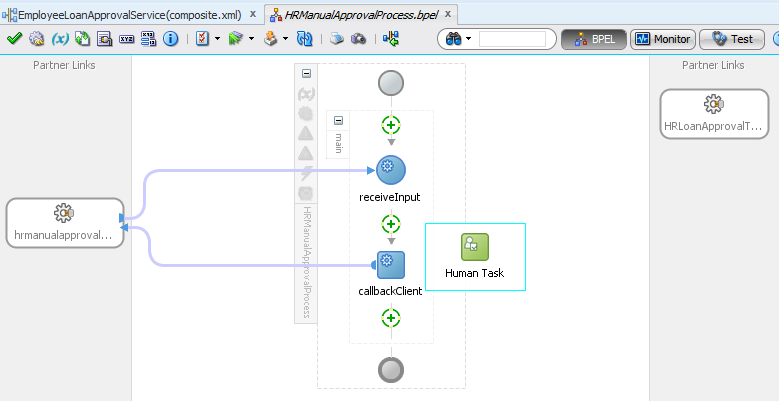 EmployeeLoanApprovalService(composite.xml) x
HRManualApprovalProcess.bpel x
(x)
xyz
BPEL
Monitor
Test
Partner Links
Partner Links
main
HRLoanApprovalT...
receiveInput
hrmanualapproval...
HRManualApprovalProcess
Human Task
callbackClient